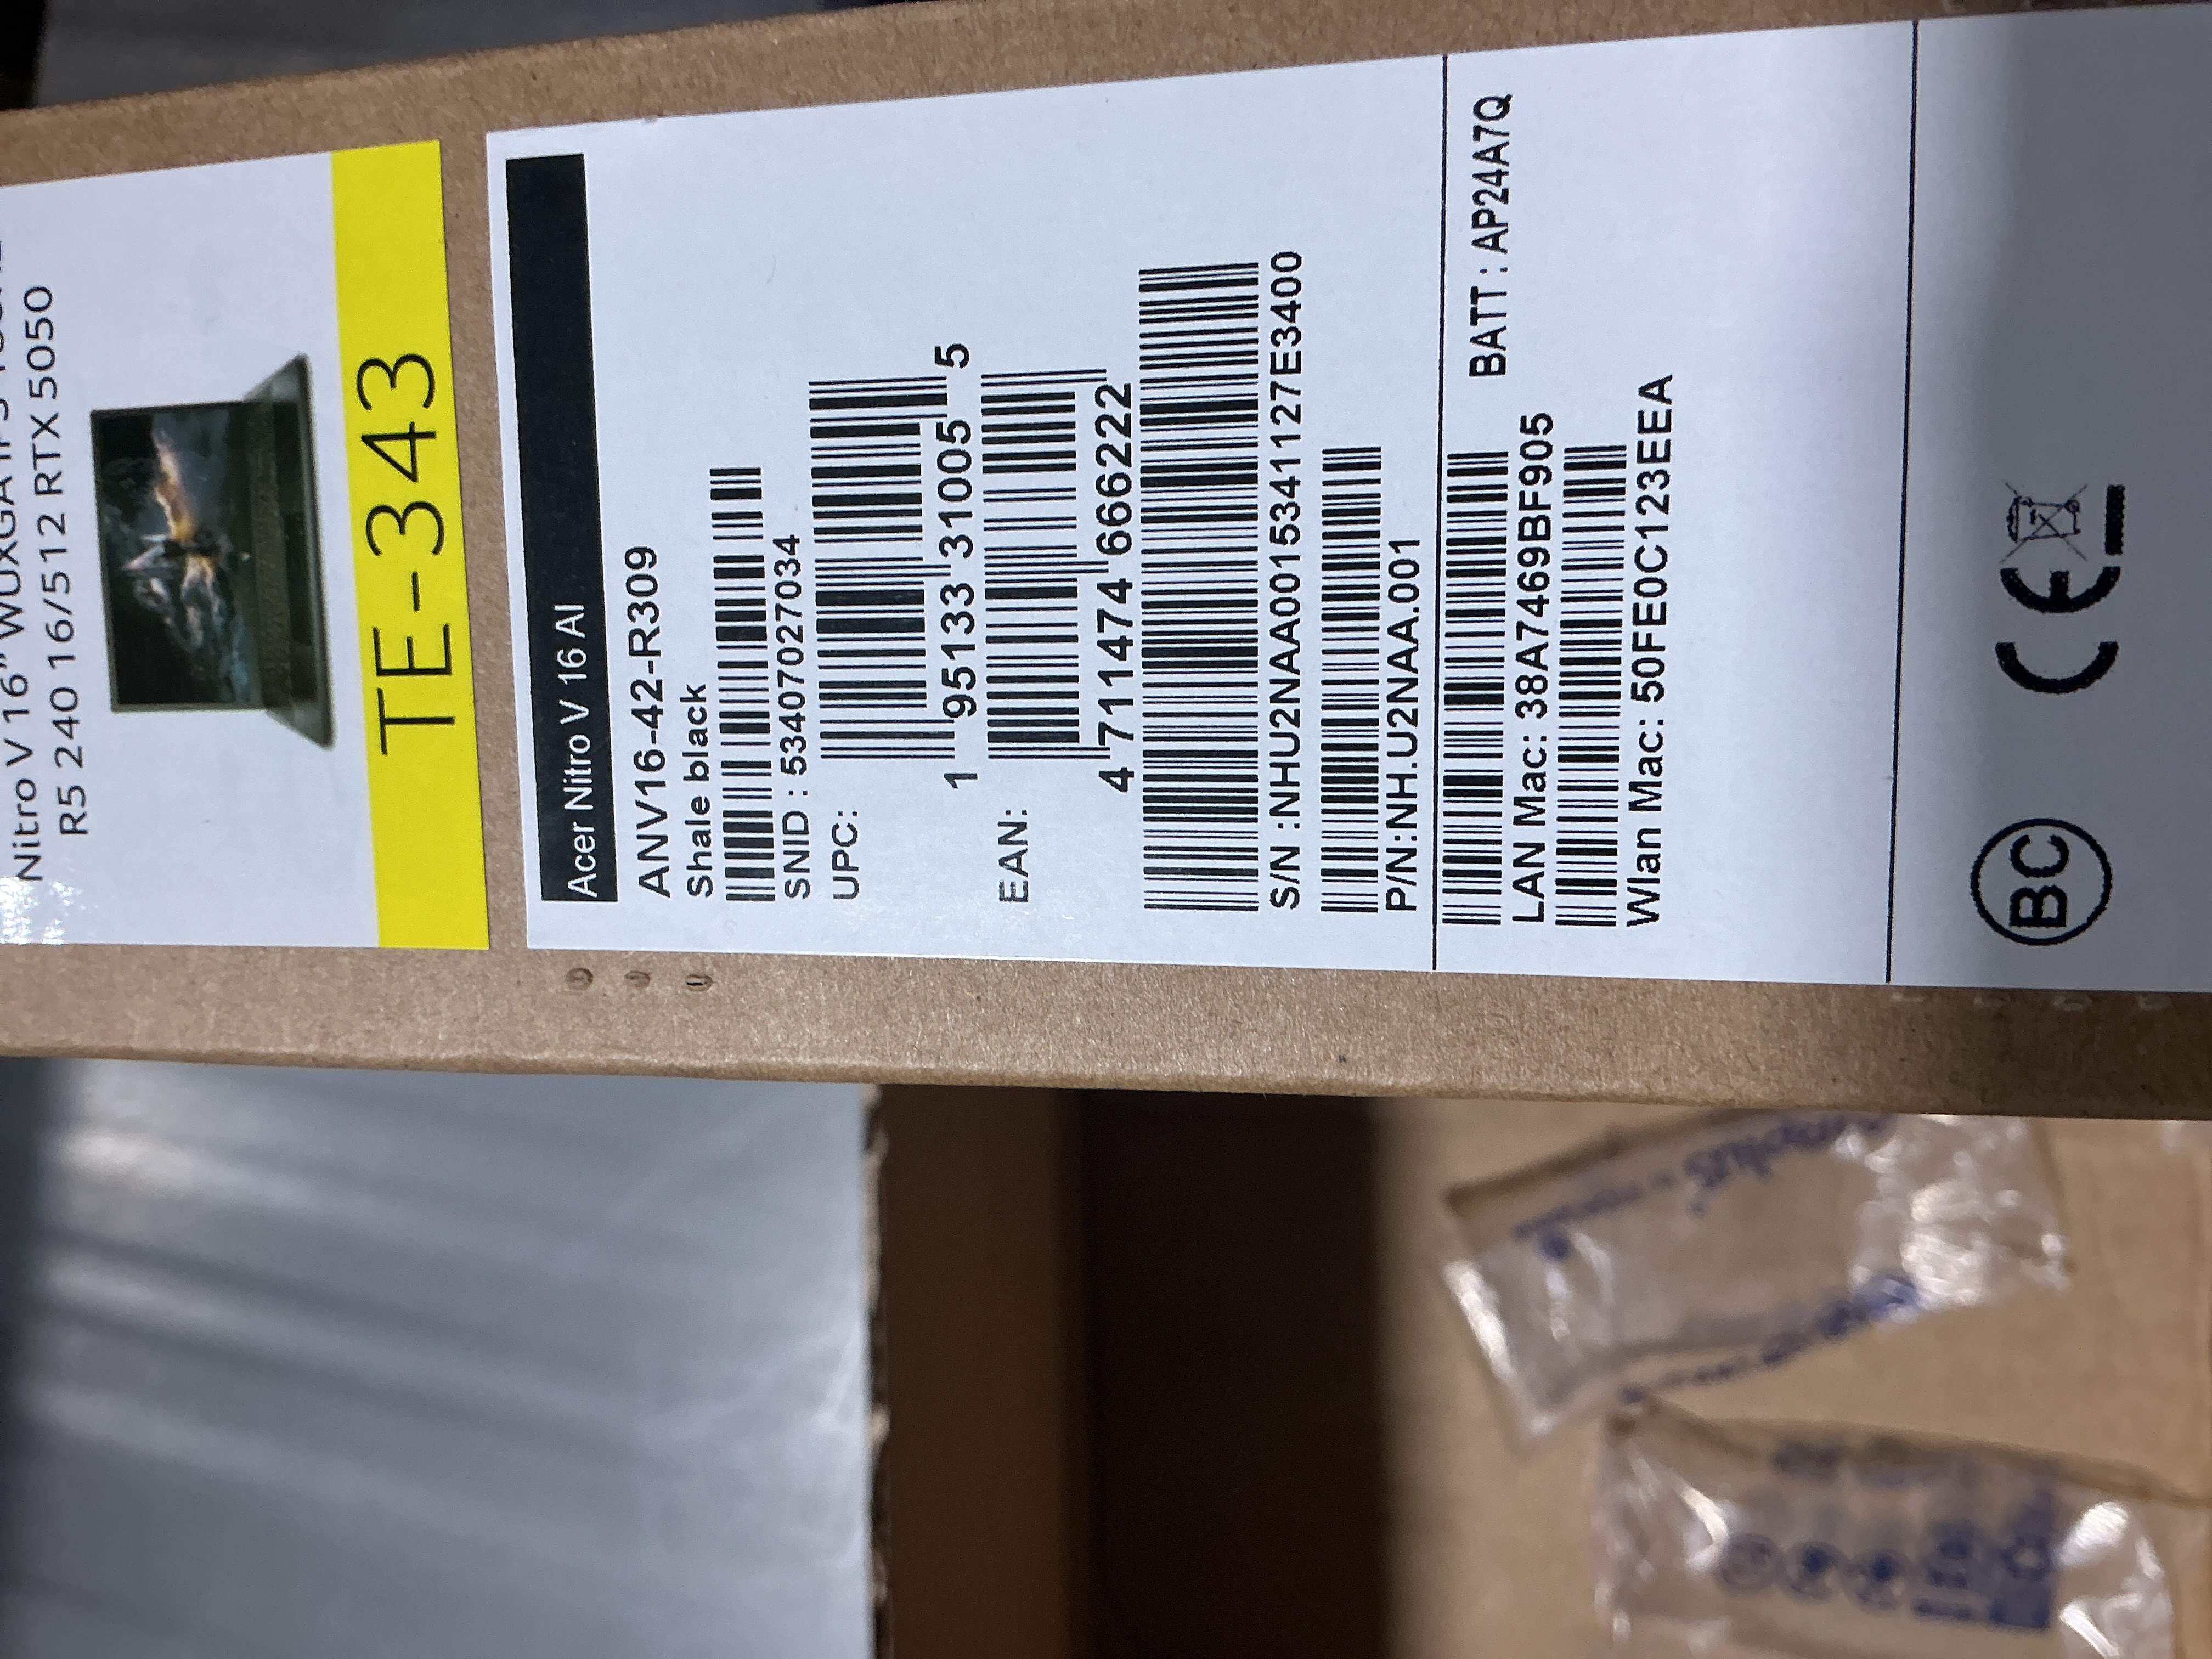 Nitro V 16" WUXGA IPS
R5 240 16/512 RTX 5050
TE-343
Acer Nitro V 16 AI
ANV16-42-R309
Shale black
SNID : 53407027034
UPC:
1 95133 31005 5
EAN:
4 711474 666222
S/N :NHU2NAA0015341127E3400
P/N:NH.U2NAA.001
LAN Mac: 38A7469BF905 BATT : AP24A7Q
Wlan Mac: 50FE0C123EEA
BC CE